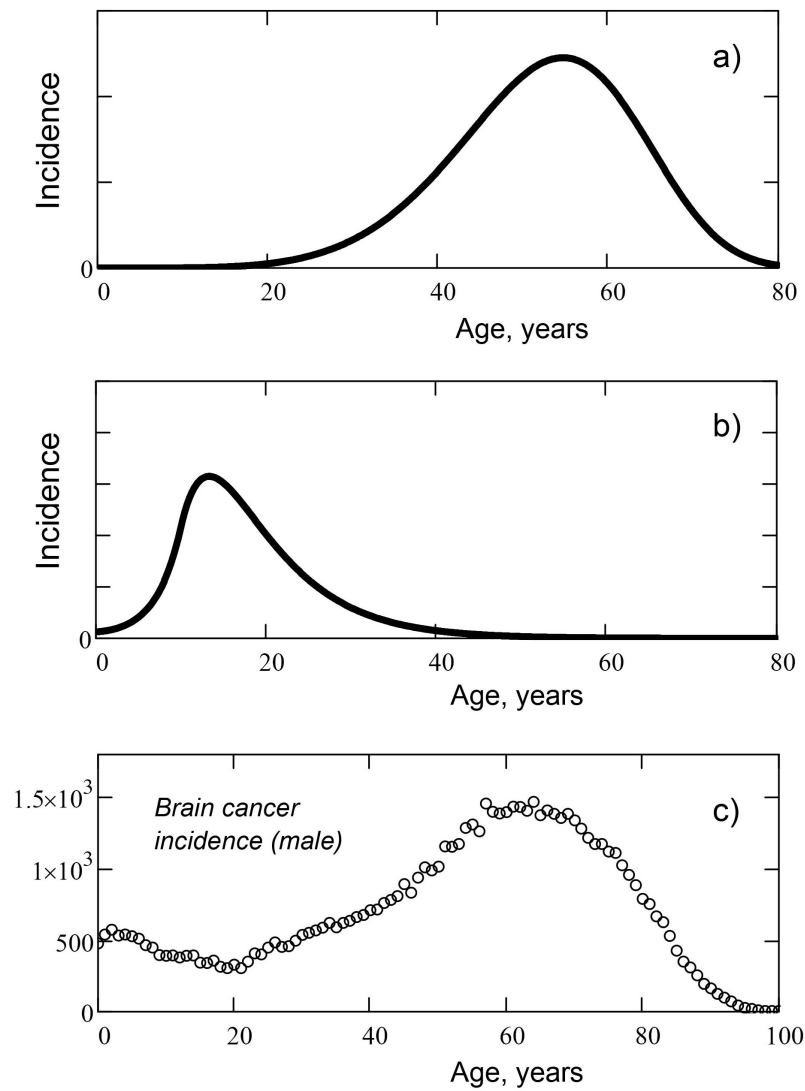 a)
Incidence
0
0 20 40 60 80
Age, years
b)
Incidence
0
0 20 40 60 80
Age, years
c)
Brain cancer
incidence (male)
1.5×10³
1×10³
500
0
0 20 40 60 80 100
Age, years